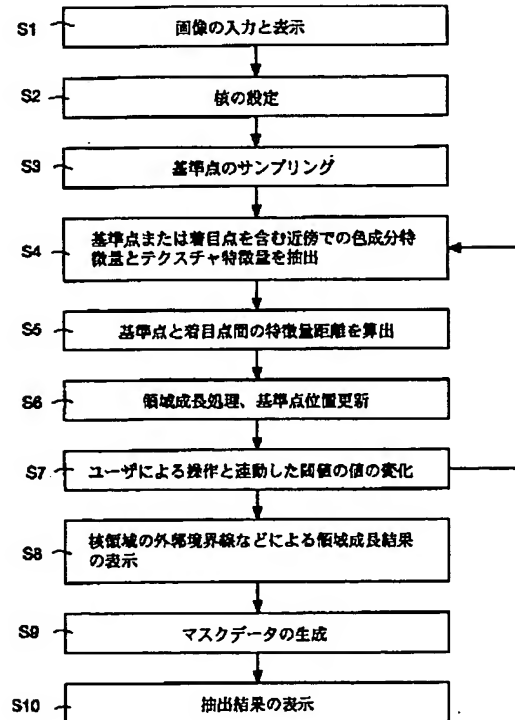 S1 画像の入力と表示
S2 核の設定
S3 基準点のサンプリング
S4 基準点または着目点を含む近傍での色成分特
徴量とテクスチャ特徴量を抽出
S5 基準点と着目点間の特徴量距離を算出
S6 領域成長処理、基準点位置更新
S7 ユーザによる操作と連動した閾値の値の変化
S8 核領域の外部境界線などによる領域成長結果
の表示
S9 マスクデータの生成
S10 抽出結果の表示